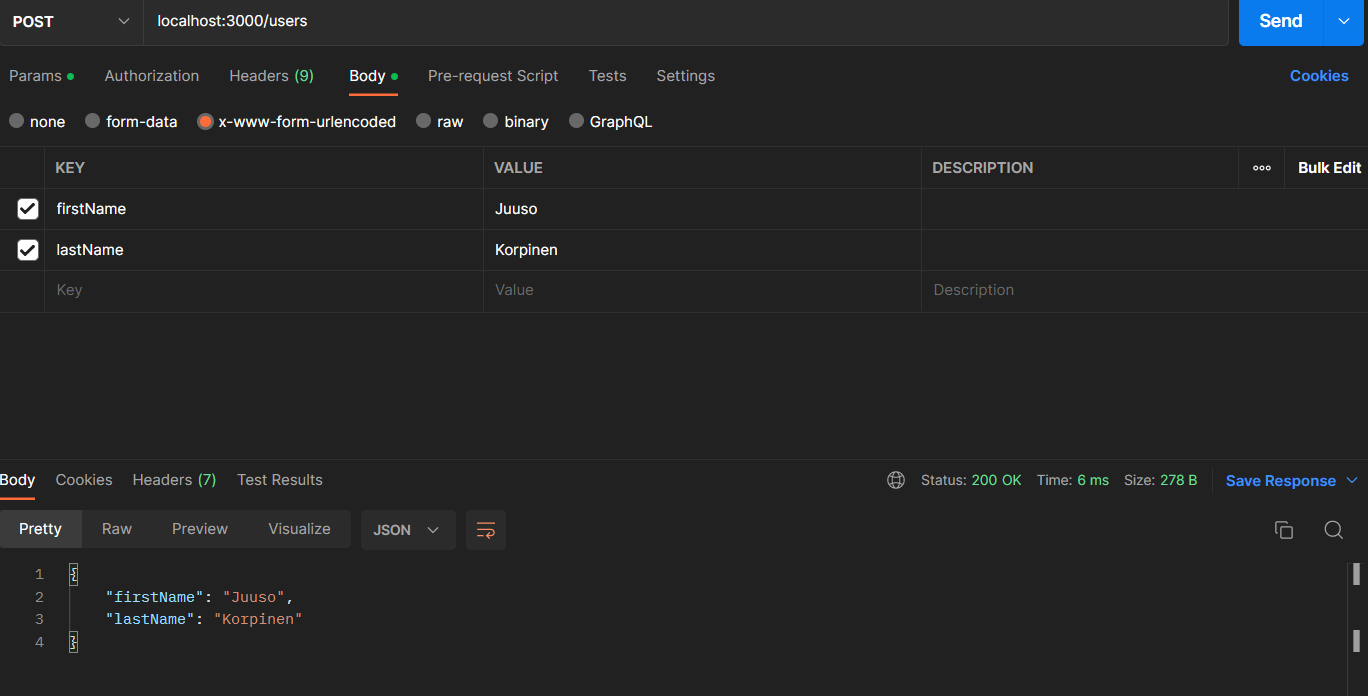 POST localhost:3000/users Send
Params Authorization Headers (9) Body Pre-request Script Tests Settings Cookies
none form-data x-www-form-urlencoded raw binary GraphQL
KEY VALUE DESCRIPTION Bulk Edit
firstName Juuso
lastName Korpinen
Key Value Description
Body Cookies Headers (7) Test Results Status: 200 OK Time: 6 ms Size: 278 B Save Response
Pretty Raw Preview Visualize JSON
1 {
2 "firstName": "Juuso",
3 "lastName": "Korpinen"
4 }